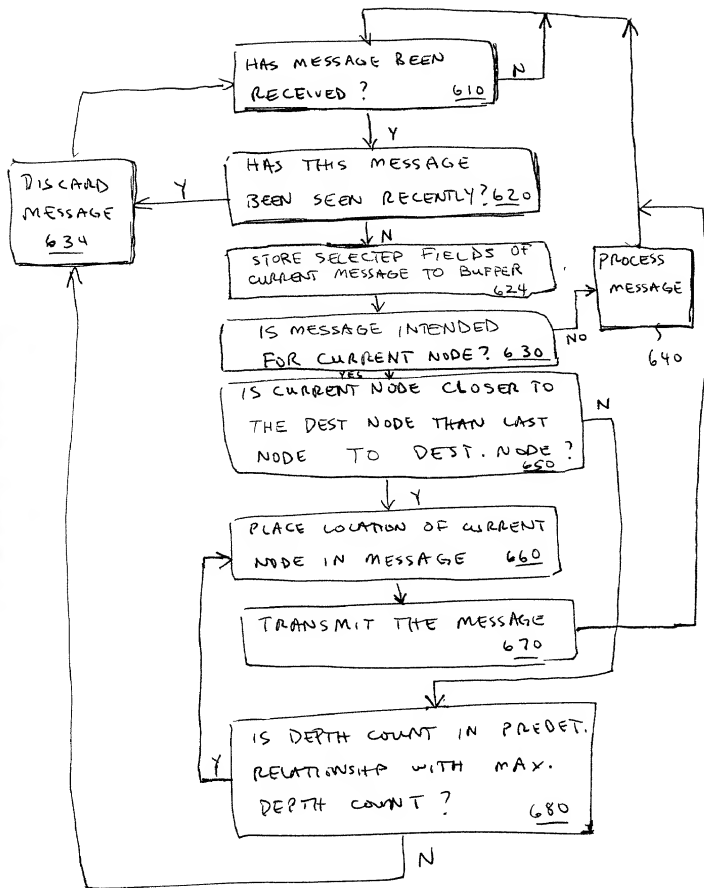 HAS MESSAGE BEEN
RECEIVED? 610
N
Y
HAS THIS MESSAGE
BEEN SEEN RECENTLY? 620
Y
DISCARD
MESSAGE
634
N
STORE SELECTED FIELDS OF
CURRENT MESSAGE TO BUFFER
624
PROCESS
MESSAGE
640
IS MESSAGE INTENDED
FOR CURRENT NODE? 630
NO
YES
IS CURRENT NODE CLOSER TO
THE DEST NODE THAN LAST
NODE TO DEST. NODE?
650
N
Y
PLACE LOCATION OF CURRENT
NODE IN MESSAGE 660
TRANSMIT THE MESSAGE
670
IS DEPTH COUNT IN PREDET.
RELATIONSHIP WITH MAX.
DEPTH COUNT? 680
Y
N